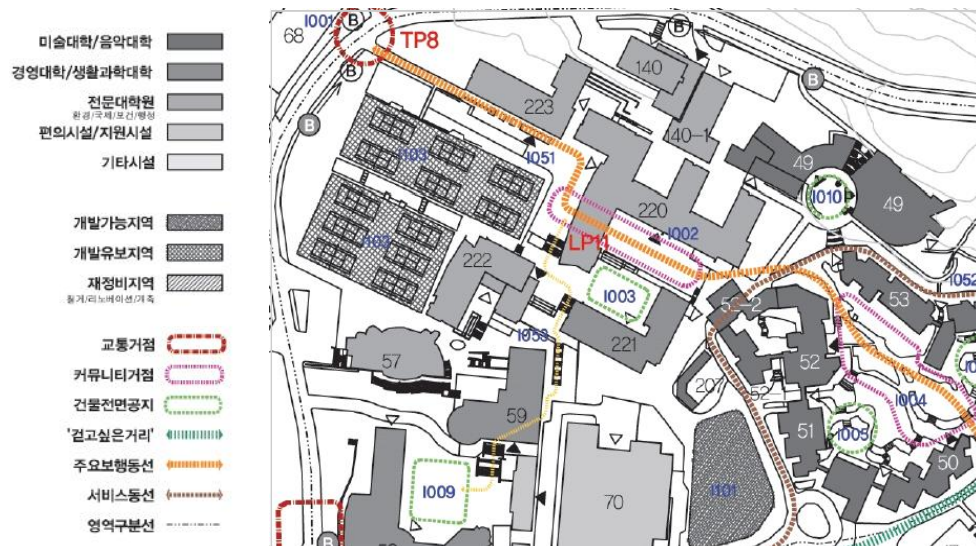 미술대학/음악대학
경영대학/생활과학대학
전문대학원
환경/국제/보건/행정
편의시설/지원시설
기타시설
개발가능지역
개발유보지역
재정비지역
철거/리노베이션/개축
교통거점
커뮤니티거점
건물전면공지
'걷고싶은거리'
주요보행동선
서비스동선
영역구분선
I001
B
68
TP8
B
B
140
B
B
223
140-1
I103
I051
49
I010
49
220
I002
LP11
I103
222
I003
I052
53
52-2
I053
221
52
57
207
52-1
I004
59
51
I005
50
I009
70
I101
B